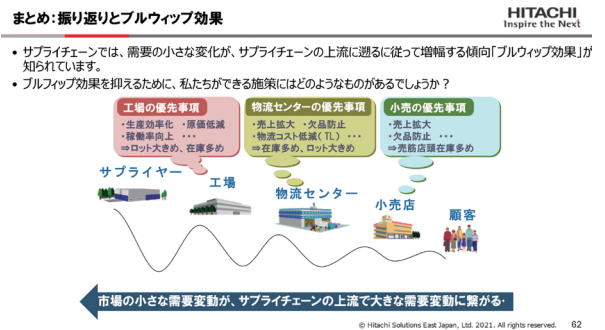 まとめ:振り返りとブルウィップ効果
HITACHI
Inspire the Next
• サプライチェーンでは、需要の小さな変化が、サプライチェーンの上流に遡るに従って増幅する傾向「ブルウィップ効果」が
知られています。
• ブルフィップ効果を抑えるために、私たちができる施策にはどのようなものがあるでしょうか?
工場の優先事項
・生産効率化 ・原価低減
・稼働率向上 ・・・
⇒ロット大きめ、在庫多め
物流センターの優先事項
・売上拡大 ・欠品防止
・物流コスト低減(TL) ・・・
⇒在庫多め、ロット大きめ
小売の優先事項
・売上拡大
・欠品防止 ・・・
⇒売筋店頭在庫多め
サプライヤー
工場
物流センター
小売店
顧客
市場の小さな需要変動が、サプライチェーンの上流で大きな需要変動に繋がる・
© Hitachi Solutions East Japan, Ltd. 2021. All rights reserved.
62